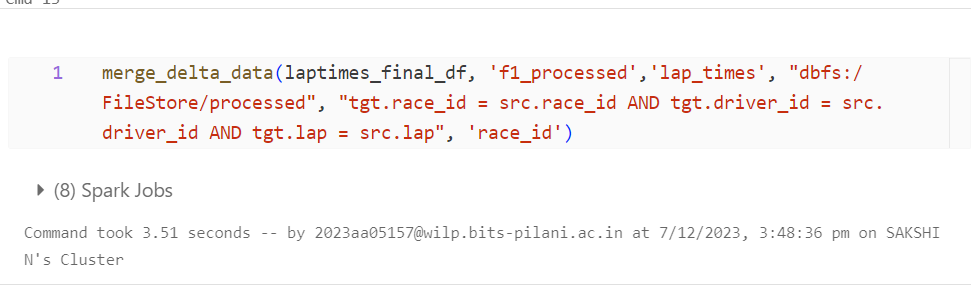 Cmd 15
1 merge_delta_data(laptimes_final_df, 'f1_processed','lap_times', "dbfs:/
FileStore/processed", "tgt.race_id = src.race_id AND tgt.driver_id = src.
driver_id AND tgt.lap = src.lap", 'race_id')
(8) Spark Jobs
Command took 3.51 seconds -- by 2023aa05157@wilp.bits-pilani.ac.in at 7/12/2023, 3:48:36 pm on SAKSHI
N's Cluster